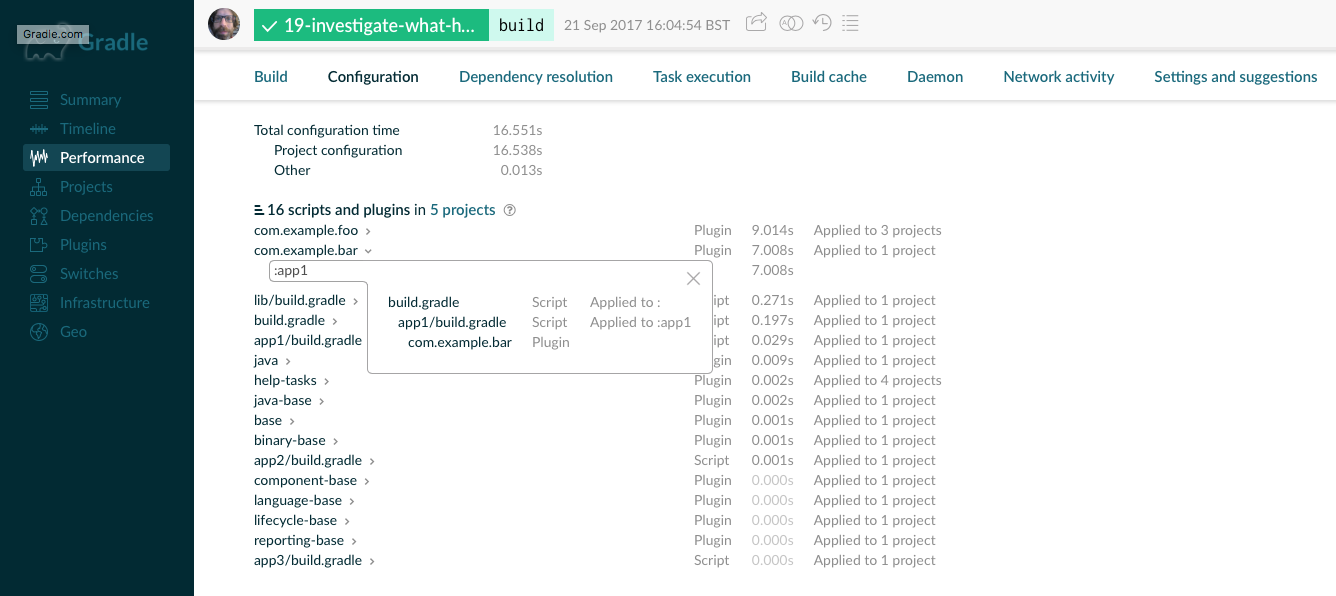 Gradle.com
Gradle
Summary
Timeline
Performance
Projects
Dependencies
Plugins
Switches
Infrastructure
Geo
19-investigate-what-h... build 21 Sep 2017 16:04:54 BST
Build Configuration Dependency resolution Task execution Build cache Daemon Network activity Settings and suggestions
Total configuration time 16.551s
Project configuration 16.538s
Other 0.013s
16 scripts and plugins in 5 projects ?
com.example.foo Plugin 9.014s Applied to 3 projects
com.example.bar Plugin 7.008s Applied to 1 project
:app1 7.008s
build.gradle Script Applied to :
app1/build.gradle Script Applied to :app1
com.example.bar Plugin
lib/build.gradle ipt 0.271s Applied to 1 project
build.gradle ipt 0.197s Applied to 1 project
app1/build.gradle ipt 0.029s Applied to 1 project
java gin 0.009s Applied to 1 project
help-tasks Plugin 0.002s Applied to 4 projects
java-base Plugin 0.002s Applied to 1 project
base Plugin 0.001s Applied to 1 project
binary-base Plugin 0.001s Applied to 1 project
app2/build.gradle Script 0.001s Applied to 1 project
component-base Plugin 0.000s Applied to 1 project
language-base Plugin 0.000s Applied to 1 project
lifecycle-base Plugin 0.000s Applied to 1 project
reporting-base Plugin 0.000s Applied to 1 project
app3/build.gradle Script 0.000s Applied to 1 project